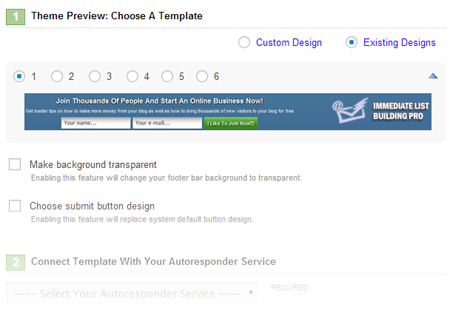 1 Theme Preview: Choose A Template
Custom Design Existing Designs
1 2 3 4 5 6
Join Thousands Of People And Start An Online Business Now!
Get insider tips on how to make more money from your blog as well as how to bring thousands of new visitors to your blog for free
Your name... Your e-mail... I Like To Join Now!!
IMMEDIATE LIST
BUILDING PRO
Make background transparent
Enabling this feature will change your footer bar background to transparent.
Choose submit button design
Enabling this feature will replace system default button design.
2 Connect Template With Your Autoresponder Service
---- Select Your Autoresponder Service ---- REQUIRED